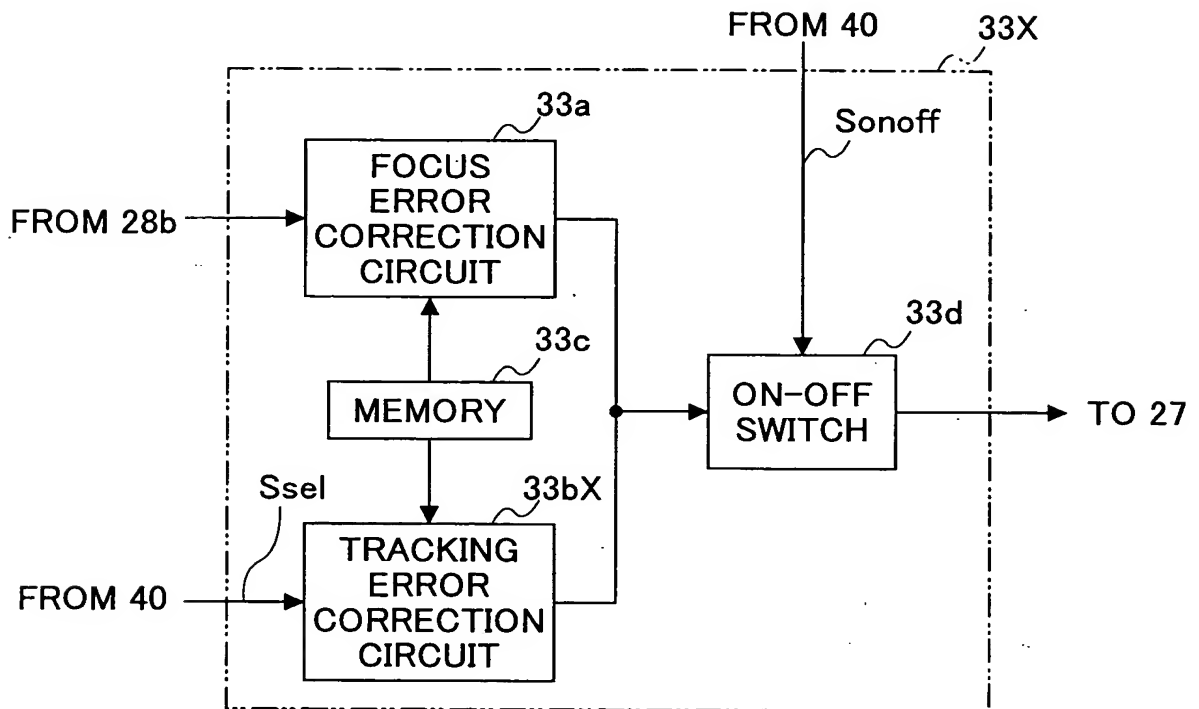 FROM 40
33X
33a
Sonoff
FOCUS
ERROR
CORRECTION
CIRCUIT
FROM 28b
33d
33c
MEMORY
ON-OFF
SWITCH
TO 27
Ssel
33bX
TRACKING
ERROR
CORRECTION
CIRCUIT
FROM 40